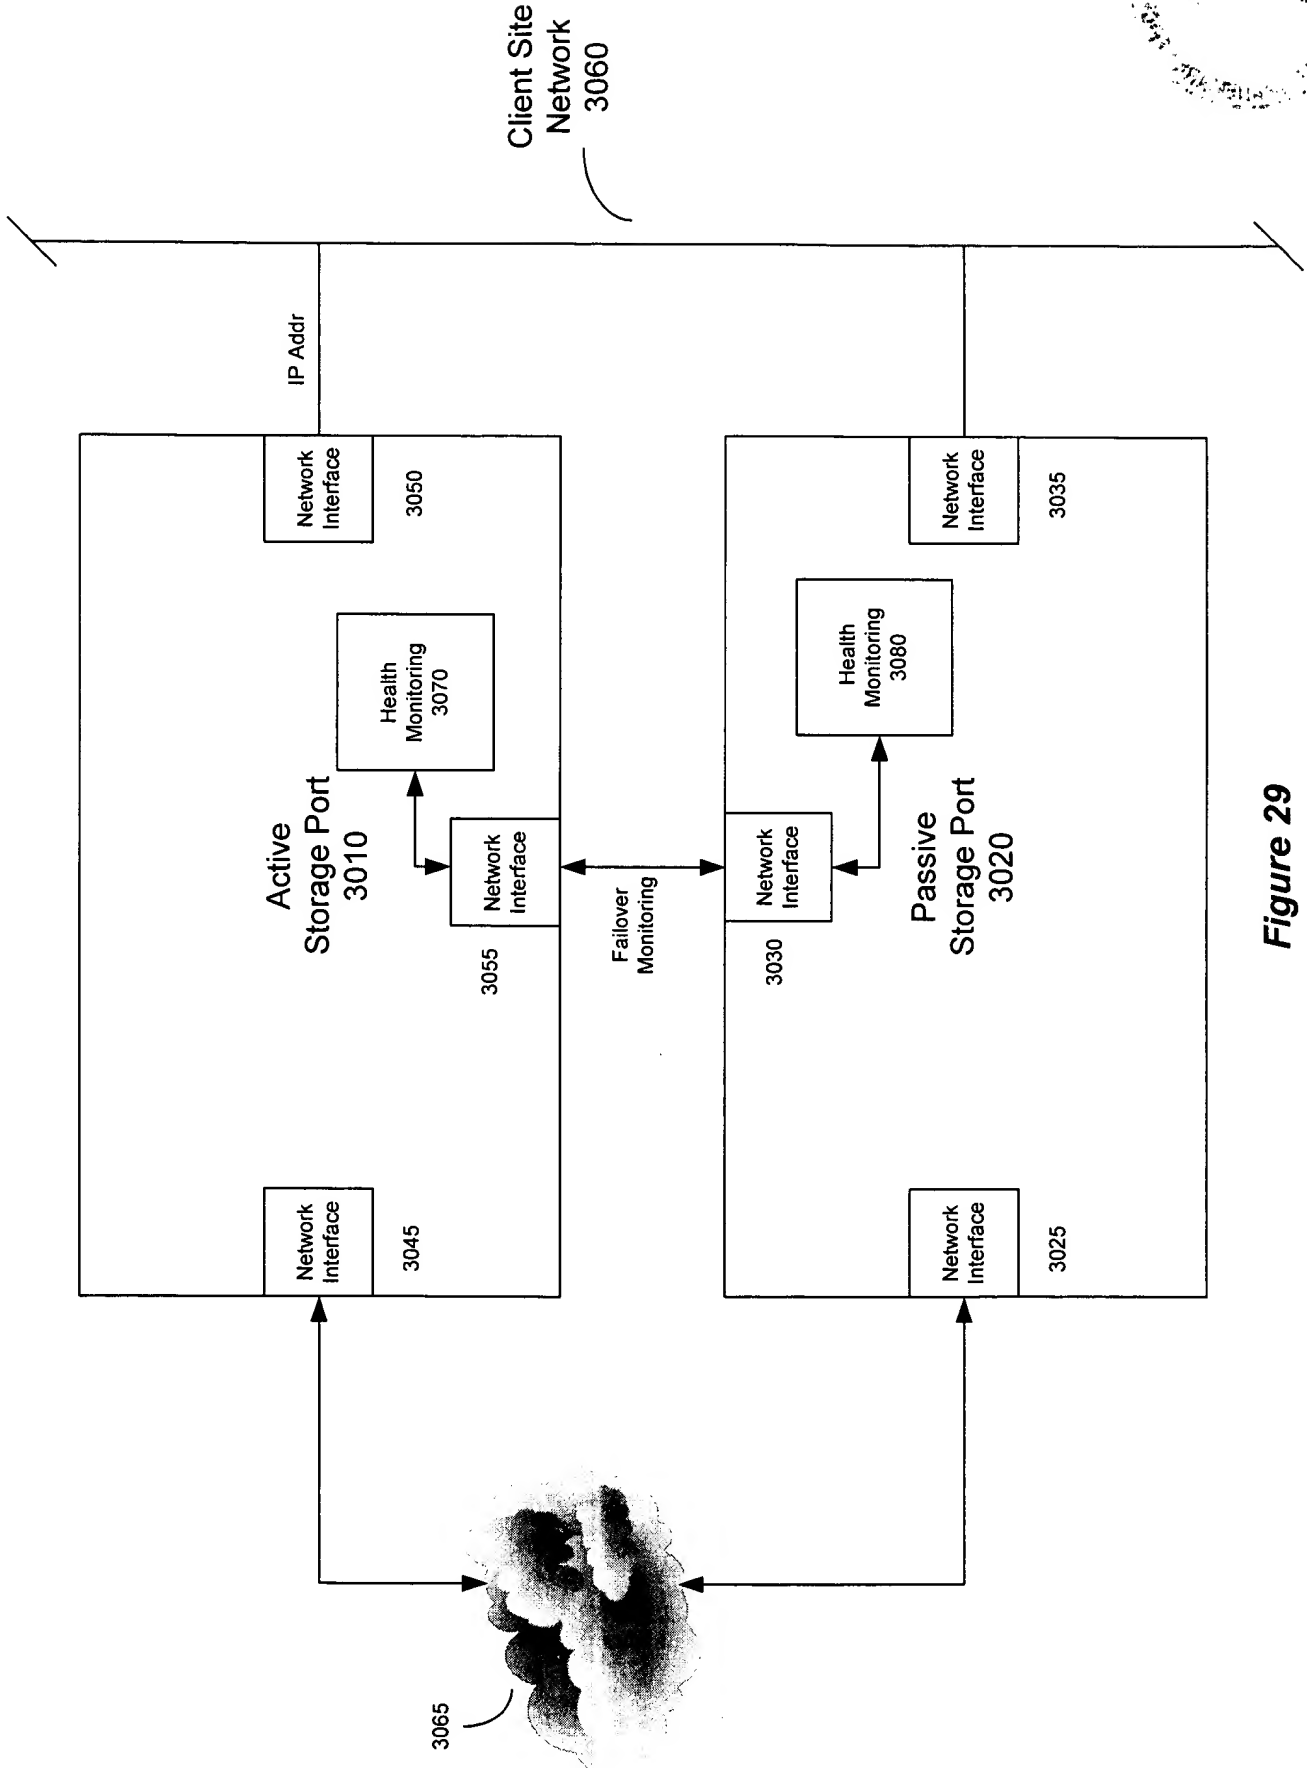 Client Site
Network
3060
IP Addr
Network
Interface
3050
Health
Monitoring
3070
Active
Storage Port
3010
Network
Interface
3055
Network
Interface
3045
Failover
Monitoring
Network
Interface
3035
Health
Monitoring
3080
Network
Interface
3030
Passive
Storage Port
3020
Network
Interface
3025
3065
Figure 29